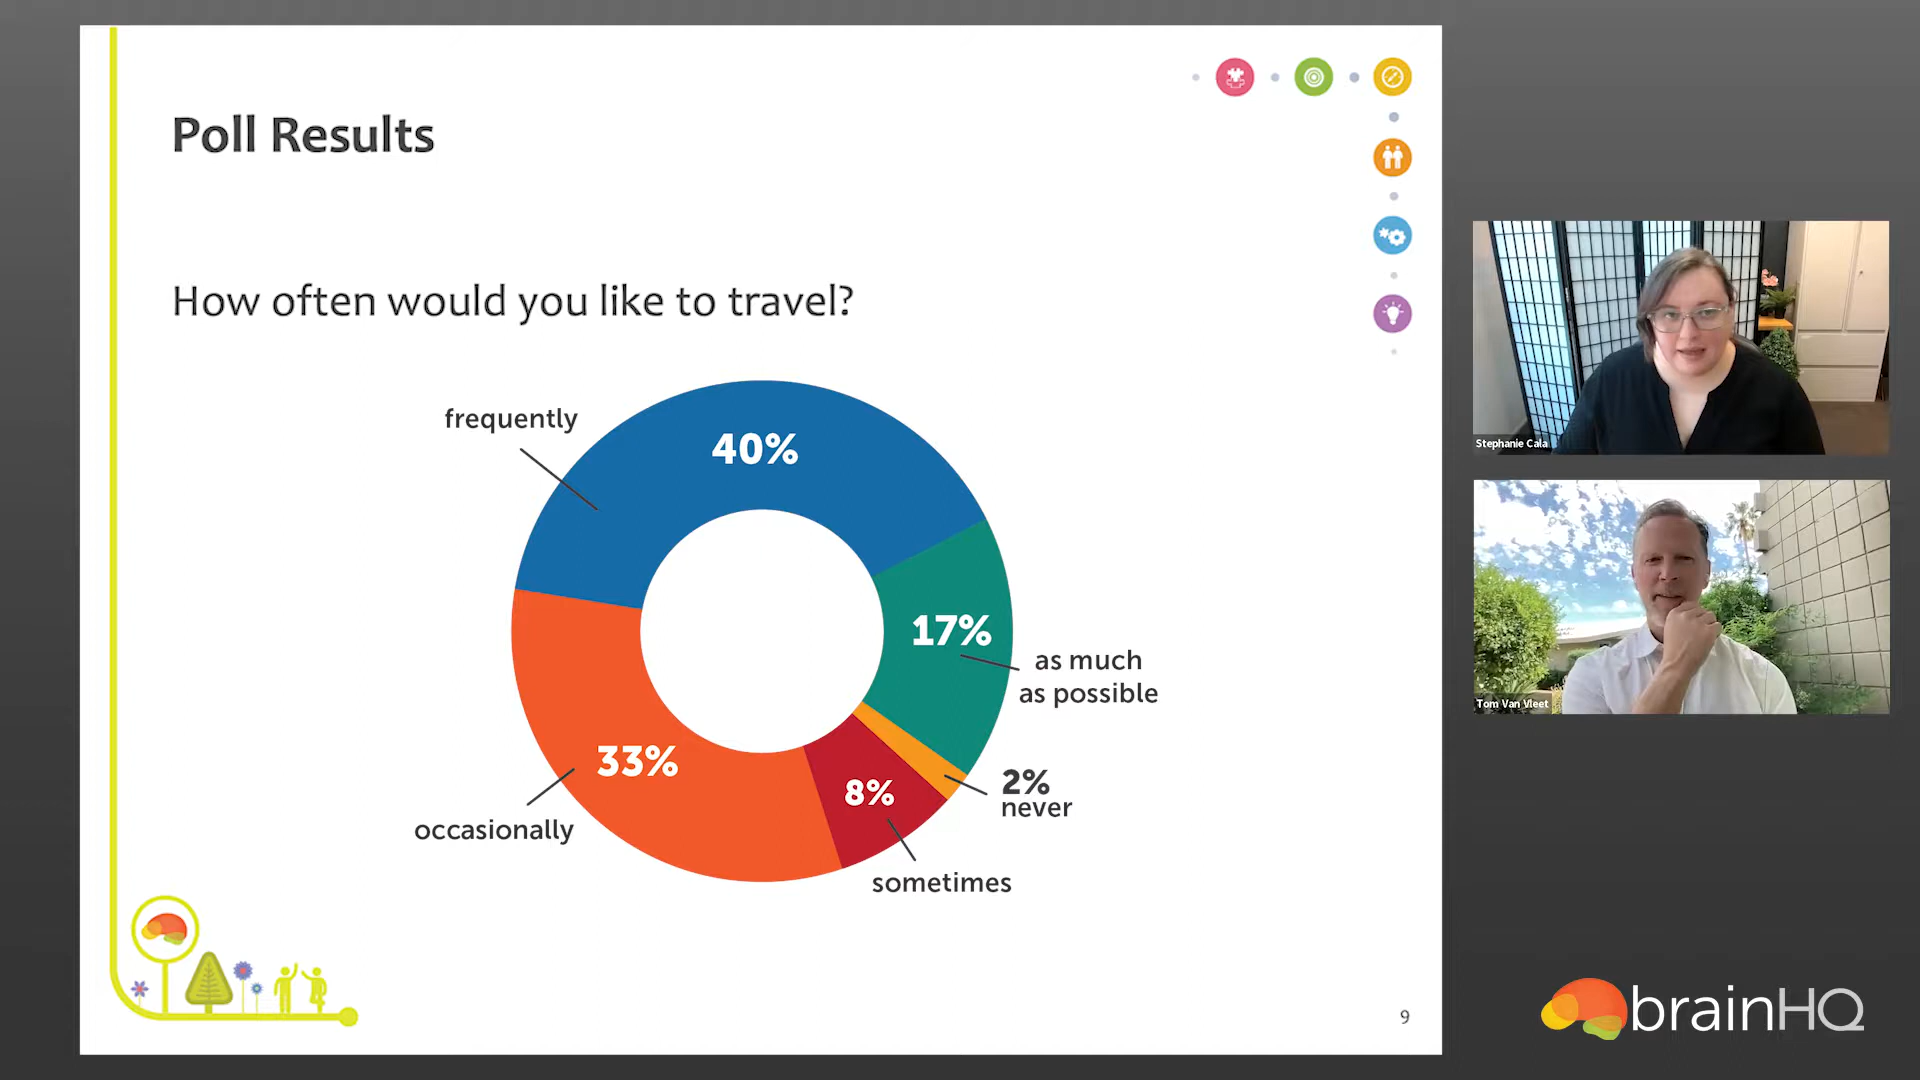 Poll Results
How often would you like to travel?
frequently
40%
17%
as much
as possible
33%
8%
2%
never
occasionally
sometimes
9
Stephanie Cala
Tom Van Vleet
brainHQ